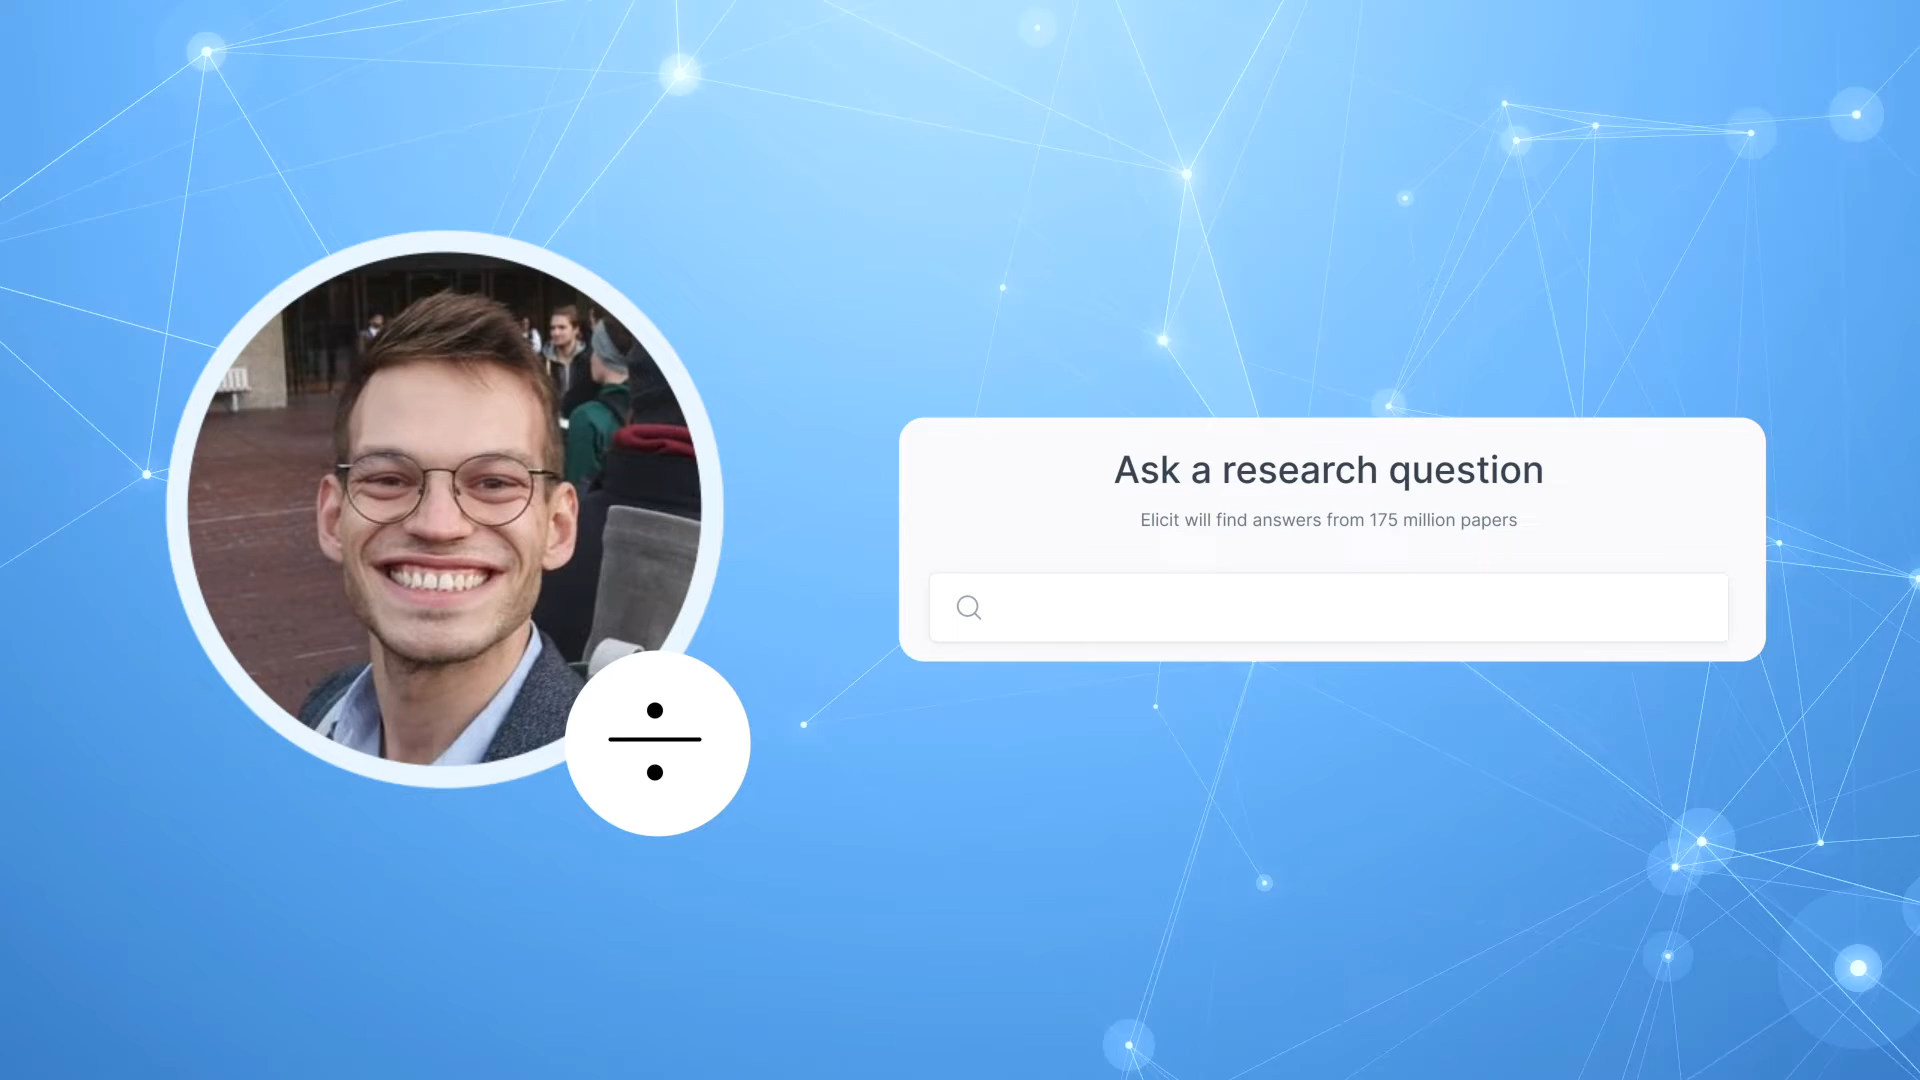 Ask a research question
Elicit will find answers from 175 million papers